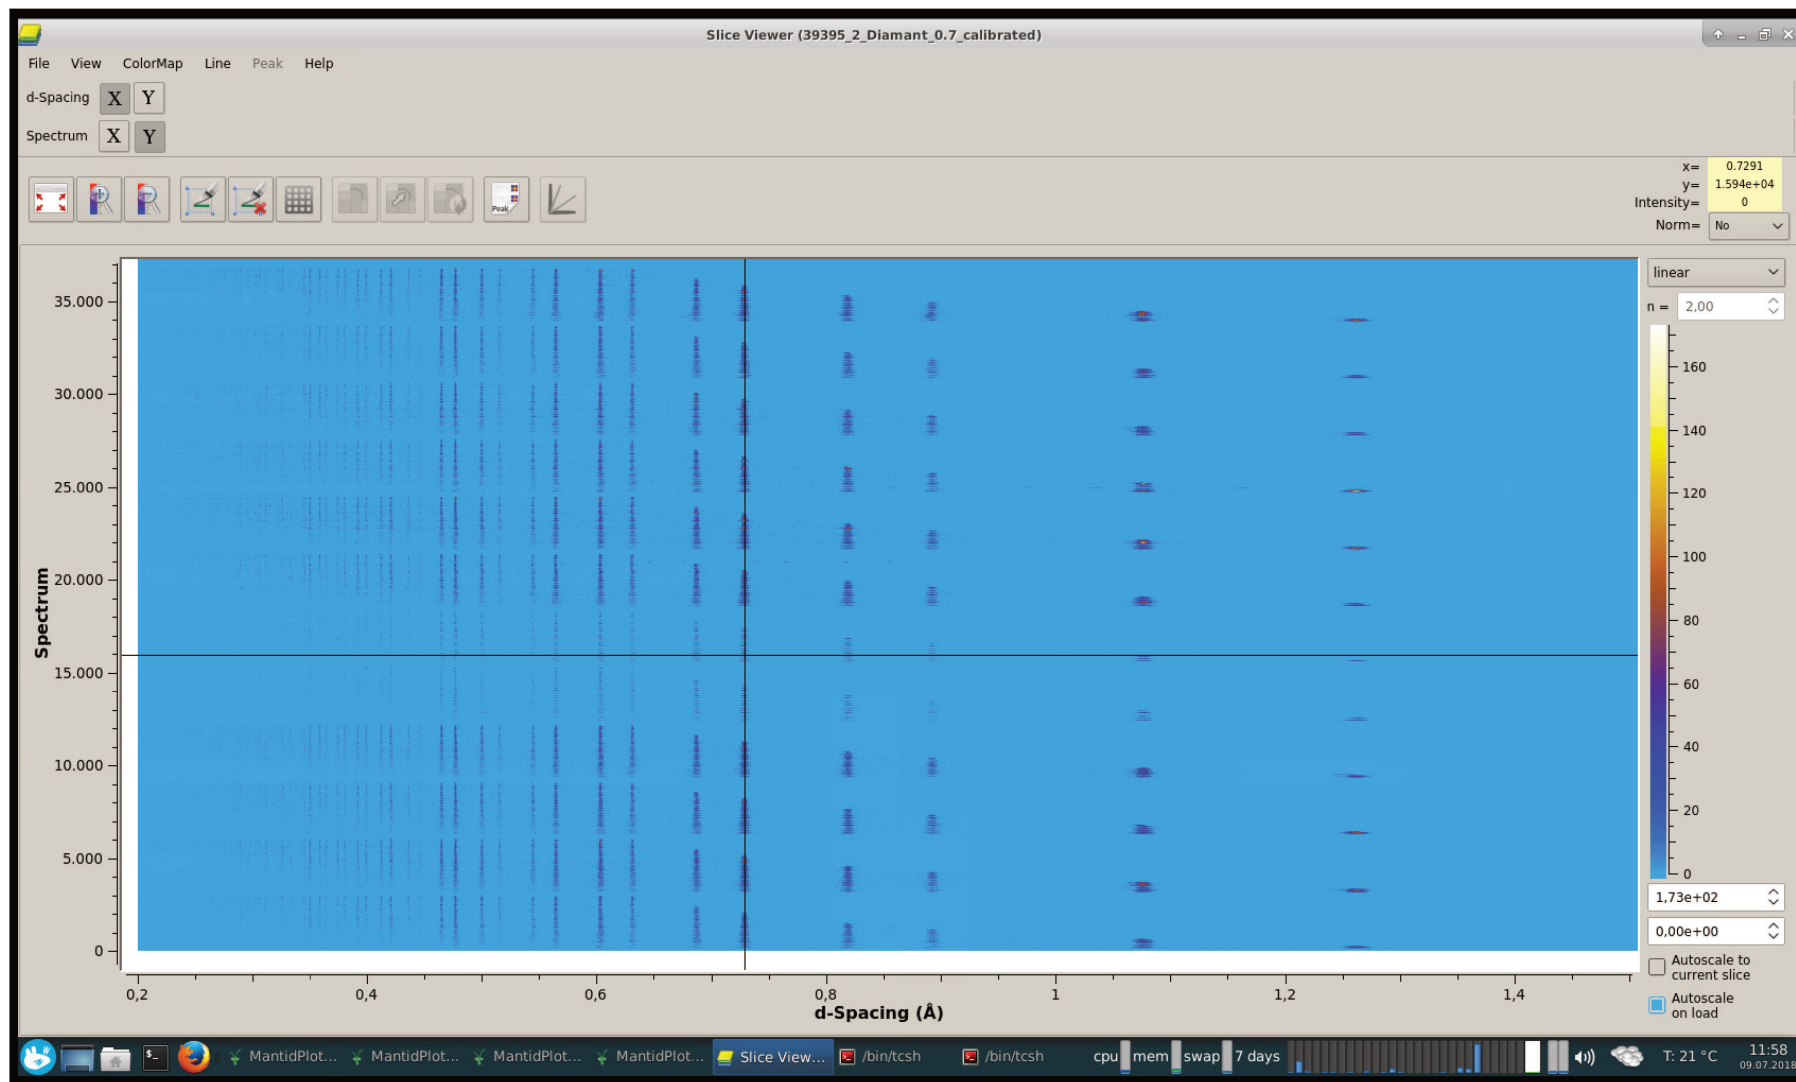 Slice Viewer (39395_2_Diamant_0.7_calibrated)
File View ColorMap Line Peak Help
d-Spacing X Y
Spectrum X Y
x= 0.7291
y= 1.594e+04
Intensity= 0
Norm= No
Peak
linear
n = 2,00
35.000
30.000
25.000
20.000
15.000
10.000
5.000
0
Spectrum
160
140
120
100
80
60
40
20
0
1,73e+02
0,00e+00
Autoscale to
current slice
Autoscale
on load
0,2 0,4 0,6 0,8 1 1,2 1,4
d-Spacing (Å)
$_ MantidPlot... MantidPlot... MantidPlot... MantidPlot... Slice View... /bin/tcsh /bin/tcsh cpu mem swap 7 days T: 21 °C 11:58
09.07.2018